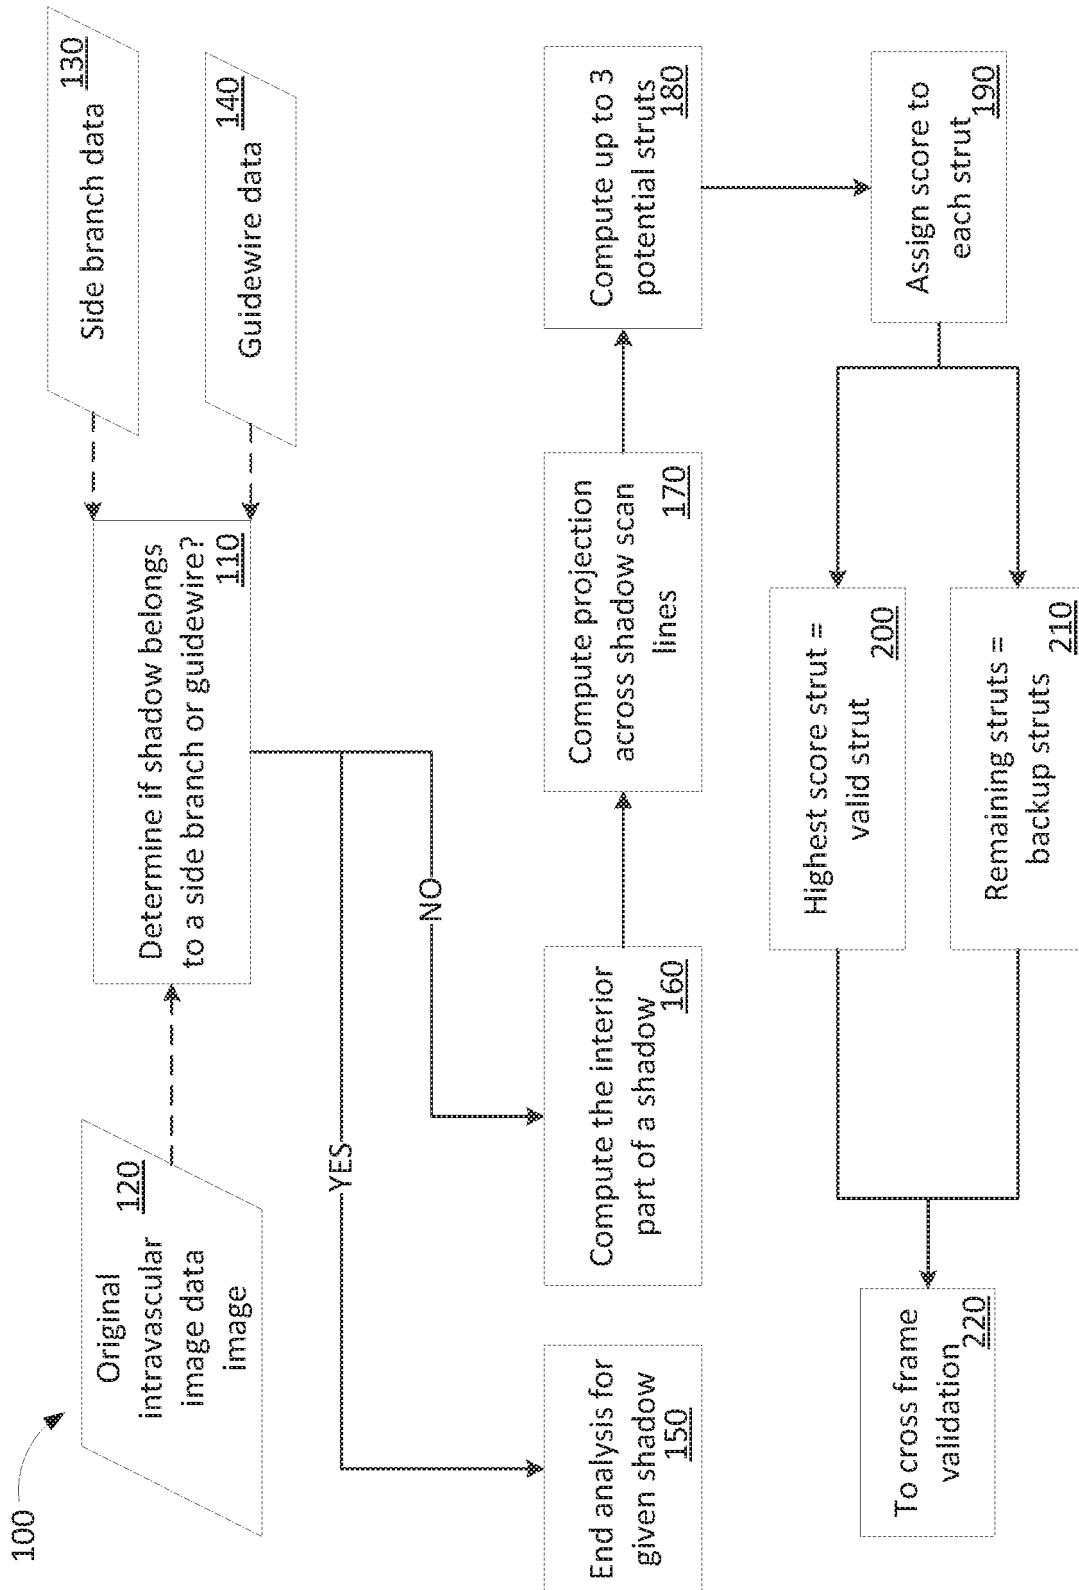 100
Original
120
intravascular
image data
image
Determine if shadow belongs
to a side branch or guidewire?
110
Side branch data
130
Guidewire data
140
YES
NO
End analysis for
given shadow
150
Compute the interior
part of a shadow
160
Compute projection
across shadow scan
lines
170
Compute up to 3
potential struts
180
Assign score to
each strut
190
Highest score strut =
valid strut
200
Remaining struts =
backup struts
210
To cross frame
validation
220